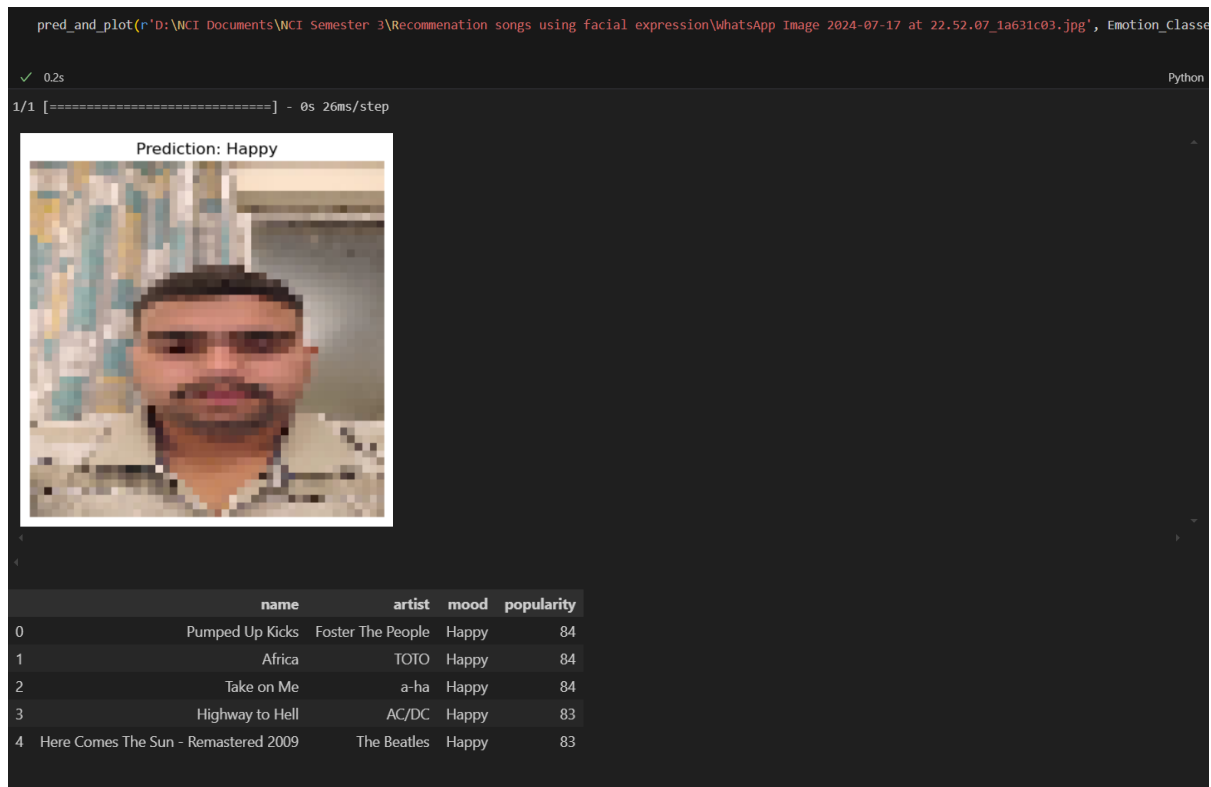 pred_and_plot(r'D:\NCI Documents\NCI Semester 3\Recommenation songs using facial expression\WhatsApp Image 2024-07-17 at 22.52.07_1a631c03.jpg', Emotion_Classe
✓ 0.2s Python
1/1 [==============================] - 0s 26ms/step
Prediction: Happy
name artist mood popularity
0 Pumped Up Kicks Foster The People Happy 84
1 Africa TOTO Happy 84
2 Take on Me a-ha Happy 84
3 Highway to Hell AC/DC Happy 83
4 Here Comes The Sun - Remastered 2009 The Beatles Happy 83